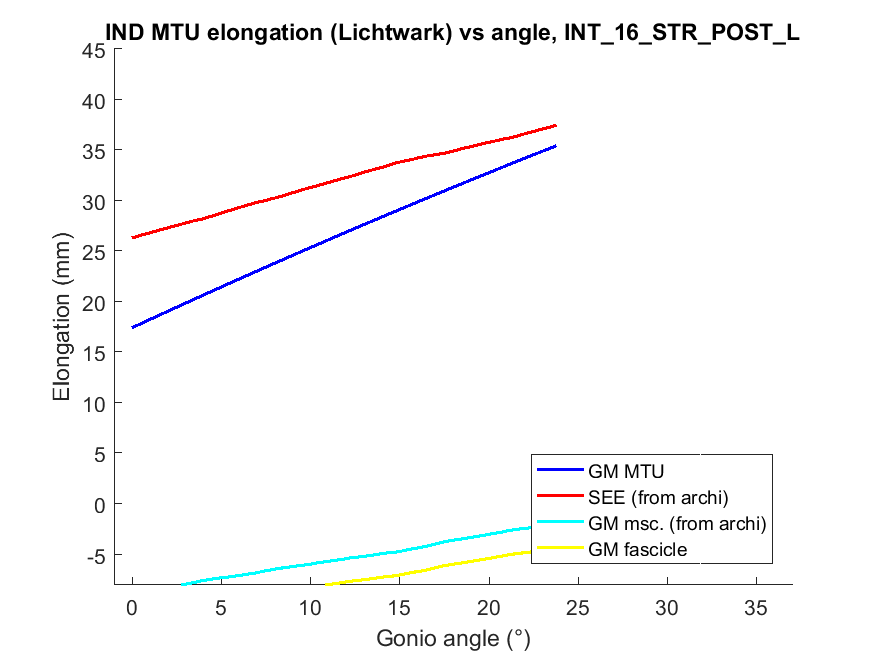 IND MTU elongation (Lichtwark) vs angle, INT_16_STR_POST_L
45
40
35
30
25
20
15
10
5
0
-5
Elongation (mm)
GM MTU
SEE (from archi)
GM msc. (from archi)
GM fascicle
0 5 10 15 20 25 30 35
Gonio angle (°)